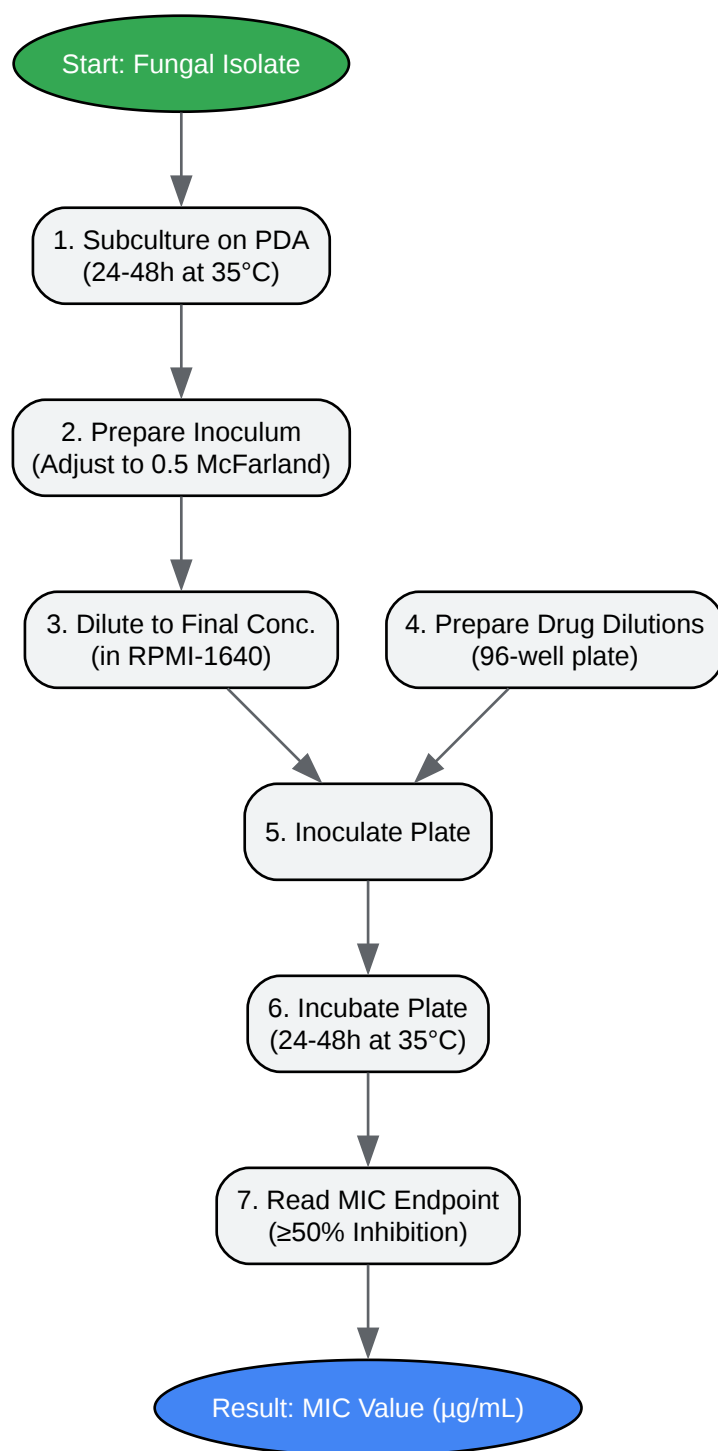 Start: Fungal Isolate
1. Subculture on PDA
(24-48h at 35°C)
2. Prepare Inoculum
(Adjust to 0.5 McFarland)
3. Dilute to Final Conc.
(in RPMI-1640)
4. Prepare Drug Dilutions
(96-well plate)
5. Inoculate Plate
6. Incubate Plate
(24-48h at 35°C)
7. Read MIC Endpoint
(≥50% Inhibition)
Result: MIC Value (µg/mL)